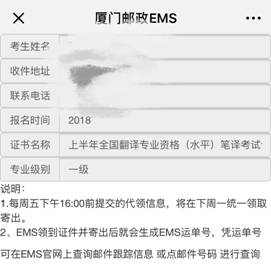 厦门邮政EMS
考生姓名
收件地址
联系电话
报名时间 2018
证书名称 上半年全国翻译专业资格（水平）笔译考试
专业级别 一级
说明：
1.每周五下午16:00前提交的代领信息，将在下周一统一领取
寄出。
2、EMS领到证件并寄出后就会生成EMS运单号，凭运单号
可在EMS官网上查询邮件跟踪信息 或点邮件号码 进行查询